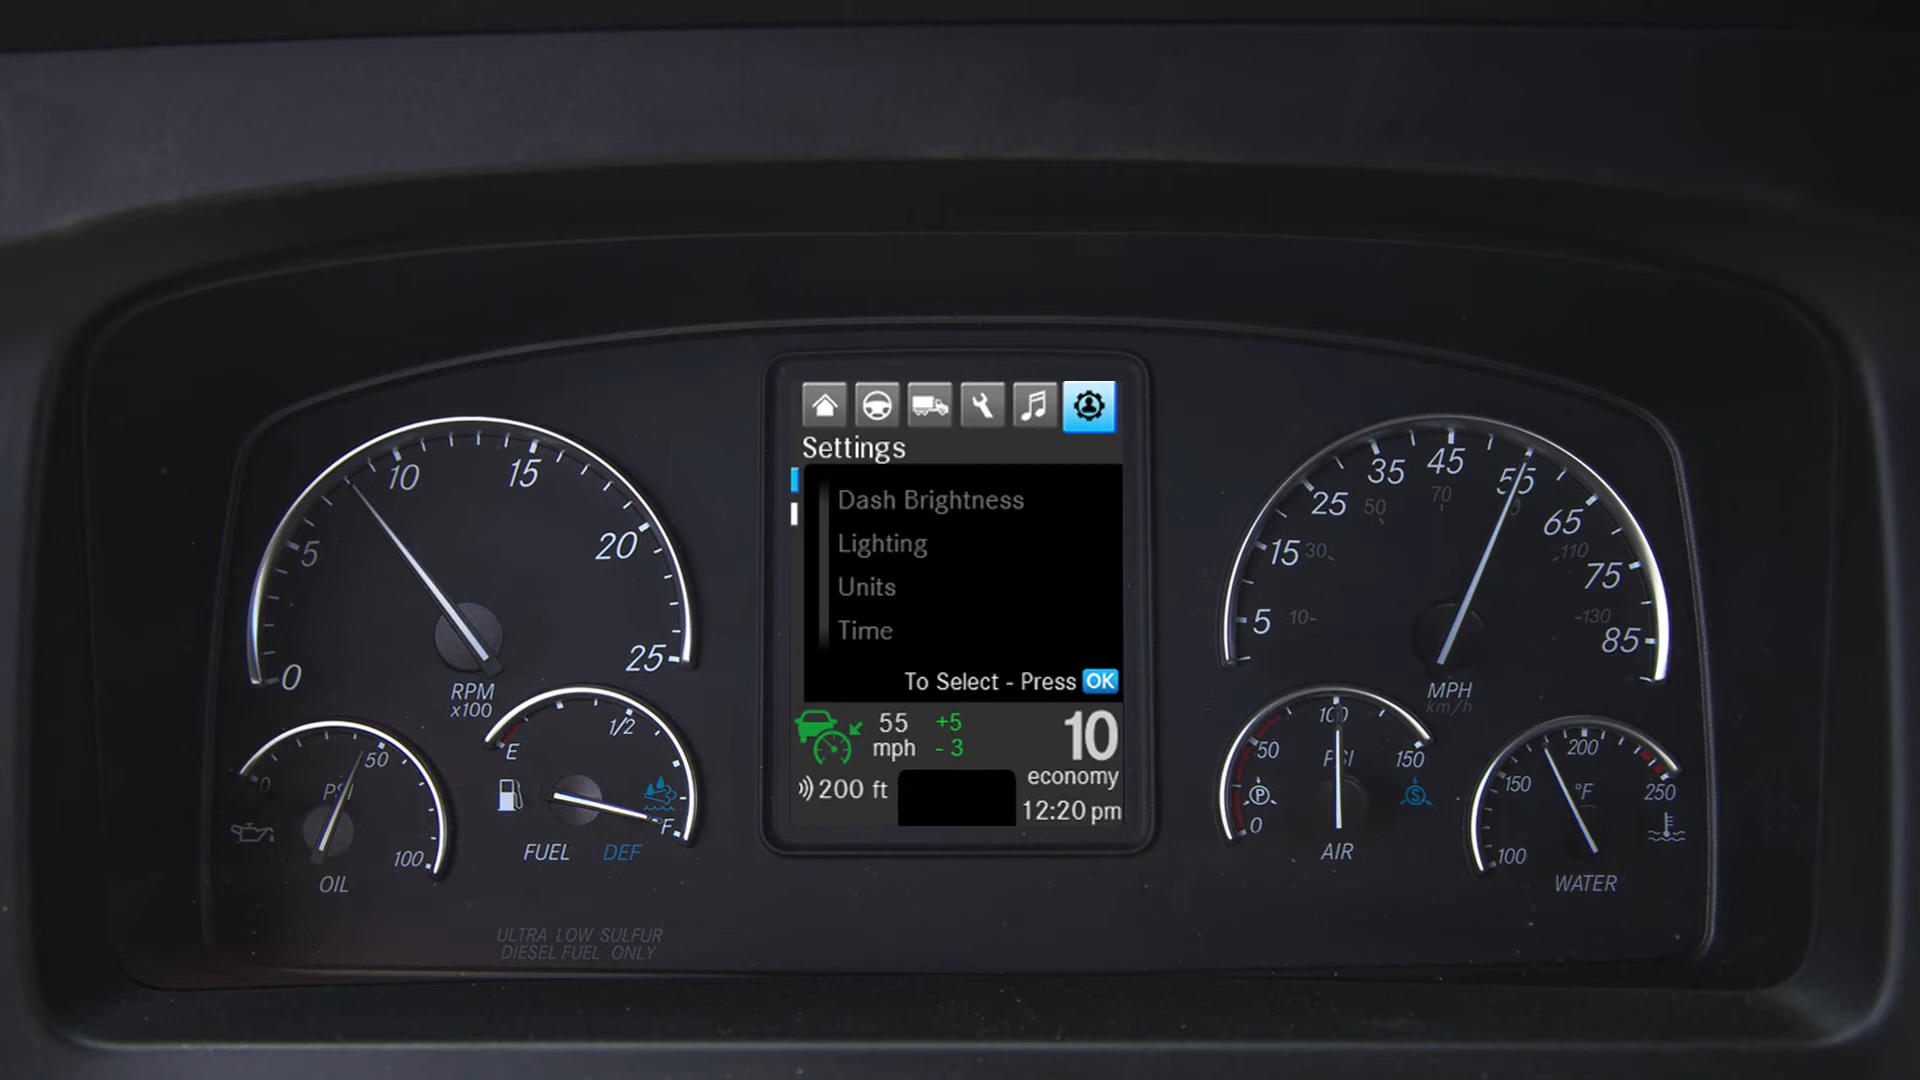 Settings
Dash Brightness
Lighting
Units
Time
To Select - Press OK
55 mph +5 -3
10
economy
200 ft
12:20 pm
0 5 10 15 20 25
RPM
x100
0 50 100
PSI
OIL
E 1/2 F
FUEL DEF
ULTRA LOW SULFUR
DIESEL FUEL ONLY
5 15 25 35 45 55 65 75 85
10 30 50 70 110 130
MPH
km/h
0 50 100 150
PSI
P
S
AIR
100 150 200 250
°F
WATER